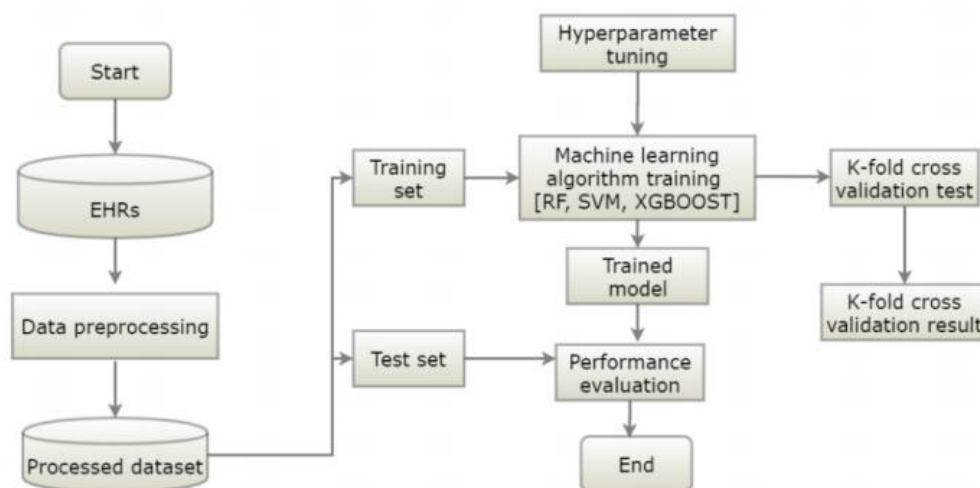 Start
EHRs
Data preprocessing
Processed dataset
Training
set
Test set
Hyperparameter
tuning
Machine learning
algorithm training
[RF, SVM, XGBOOST]
Trained
model
Performance
evaluation
End
K-fold cross
validation test
K-fold cross
validation result